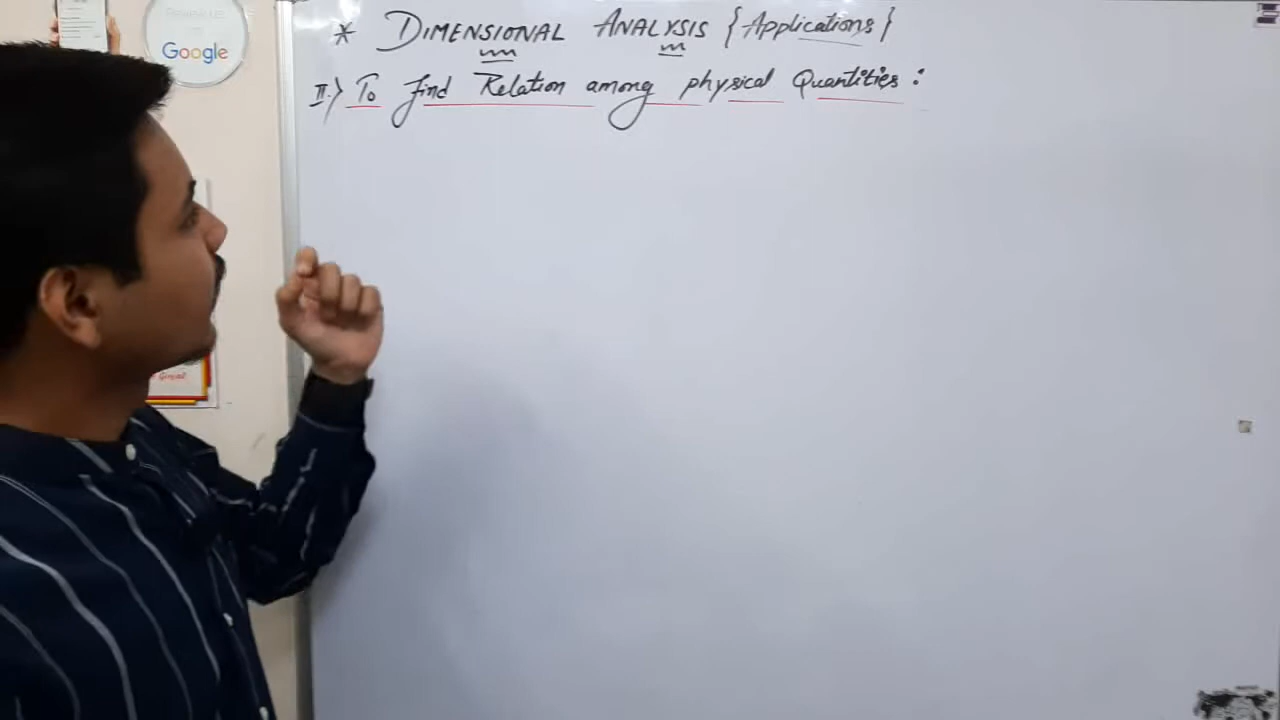 Google
* DIMENSIONAL ANALYSIS {Applications}
II.) To find Relation among physical Quantities :